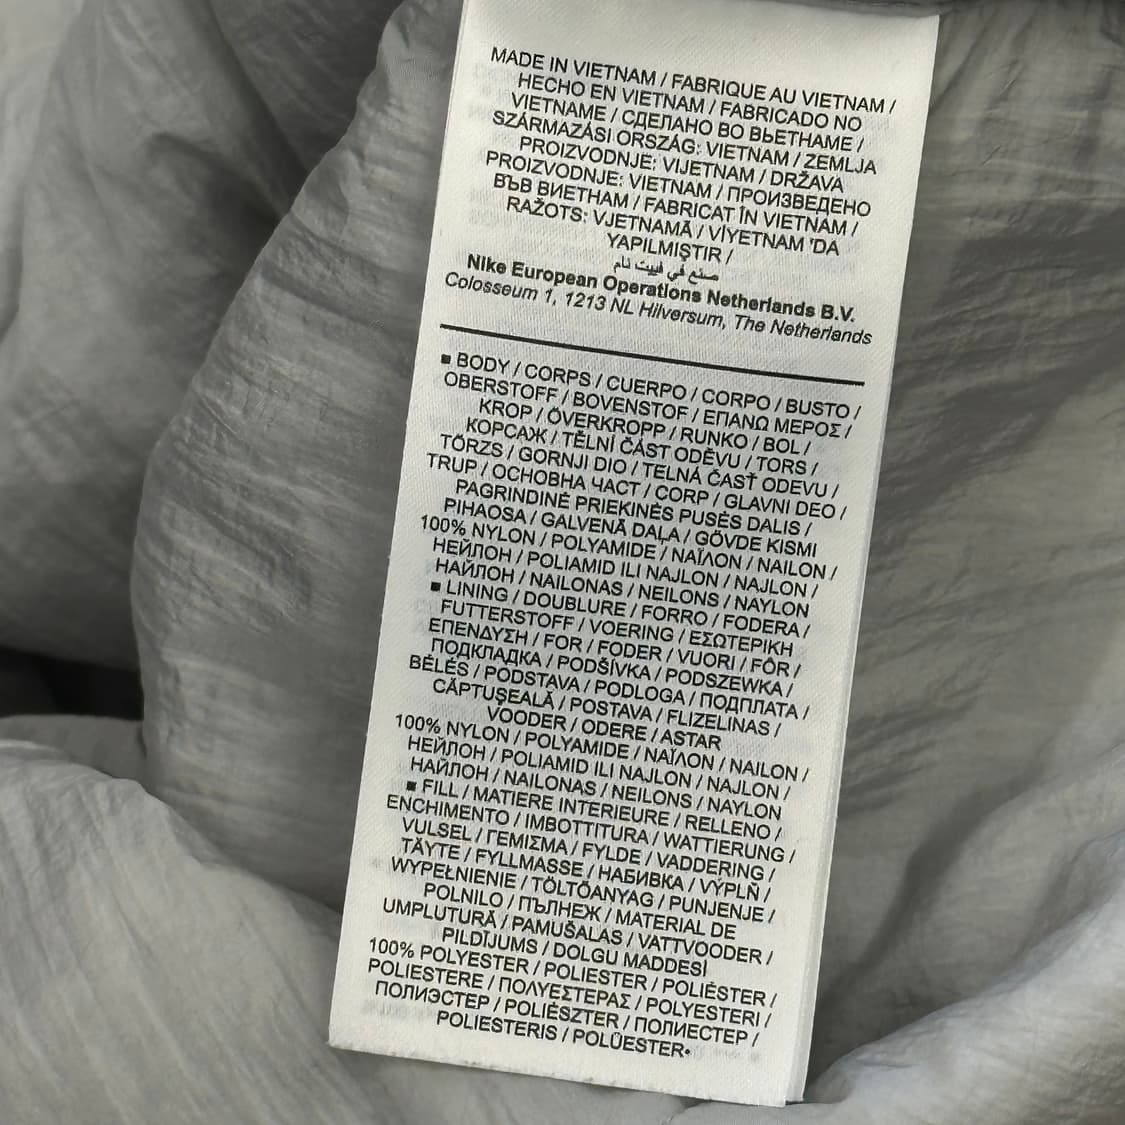 MADE IN VIETNAM / FABRIQUE AU VIETNAM /
HECHO EN VIETNAM / FABRICADO NO
VIETNAME / СДЕЛАНО ВО ВЬЕТНАМЕ /
SZÁRMAZÁSI ORSZÁG: VIETNAM / ZEMLJA
PROIZVODNJE: VIJETNAM / DRŽAVA
PROIZVODNJE: VIETNAM / ПРОИЗВЕДЕНО
ВЪВ ВИЕТНАМ / FABRICAT ÎN VIETNAM /
RAŽOTS: VJETNAMĀ / VİYETNAM 'DA
YAPILMIŞTIR /
صنع في فييت نام
Nike European Operations Netherlands B.V.
Colosseum 1, 1213 NL Hilversum, The Netherlands
■ BODY / CORPS / CUERPO / CORPO / BUSTO /
OBERSTOFF / BOVENSTOF / ΕΠΑΝΩ ΜΕΡΟΣ /
KROP / ÖVERKROPP / RUNKO / BOL /
КОРСАЖ / TĚLNÍ ČÁST ODĚVU / TORS /
TÖRZS / GORNJI DIO / TELNÁ ČASŤ ODEVU /
TRUP / ОСНОВНА ЧАСТ / CORP / GLAVNI DEO /
PAGRINDINĖ PRIEKINĖS PUSĖS DALIS /
PIHAOSA / GALVENĀ DAĻA / GÖVDE KISMI
100% NYLON / POLYAMIDE / ΝΑΪΛΟΝ / NAILON /
НЕЙЛОН / POLIAMID ILI NAJLON / NAJLON /
НАЙЛОН / NAILONAS / NEILONS / NAYLON
■ LINING / DOUBLURE / FORRO / FODERA /
FUTTERSTOFF / VOERING / ΕΣΩΤΕΡΙΚΗ
ΕΠΕΝΔΥΣΗ / FOR / FODER / VUORI / FÔR /
ПОДКЛАДКА / PODŠÍVKA / PODSZEWKA /
BÉLÉS / PODSTAVA / PODLOGA / ПОДПЛАТА /
CĂPTUŞEALĂ / POSTAVA / FLIZELINAS /
VOODER / ODERE / ASTAR
100% NYLON / POLYAMIDE / ΝΑΪΛΟΝ / NAILON /
НЕЙЛОН / POLIAMID ILI NAJLON / NAJLON /
НАЙЛОН / NAILONAS / NEILONS / NAYLON
■ FILL / MATIERE INTERIEURE / RELLENO /
ENCHIMENTO / IMBOTTITURA / WATTIERUNG /
VULSEL / ΓΕΜΙΣΜΑ / FYLDE / VADDERING /
TÄYTE / FYLLMASSE / НАБИВКА / VÝPLŇ /
WYPEŁNIENIE / TÖLTŐANYAG / PUNJENJE /
POLNILO / ПЪЛНЕЖ / MATERIAL DE
UMPLUTURĂ / PAMUŠALAS / VATTVOODER /
PILDĪJUMS / DOLGU MADDESİ
100% POLYESTER / POLIESTER / POLIÉSTER /
POLIESTERE / ΠΟΛΥΕΣΤΕΡΑΣ / POLYESTERI /
ПОЛИЭСТЕР / POLIÉSZTER / ПОЛИЕСТЕР /
POLIESTERIS / POLÜESTER•